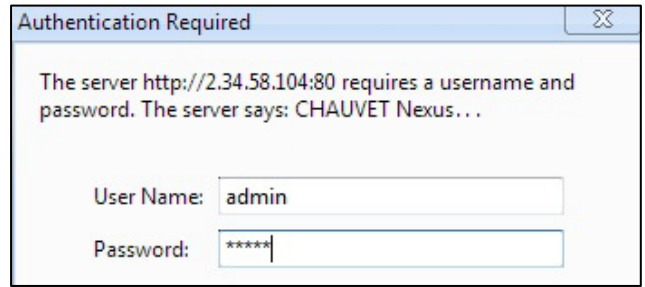 Authentication Required
The server http://2.34.58.104:80 requires a username and
password. The server says: CHAUVET Nexus...
User Name: admin
Password: *****